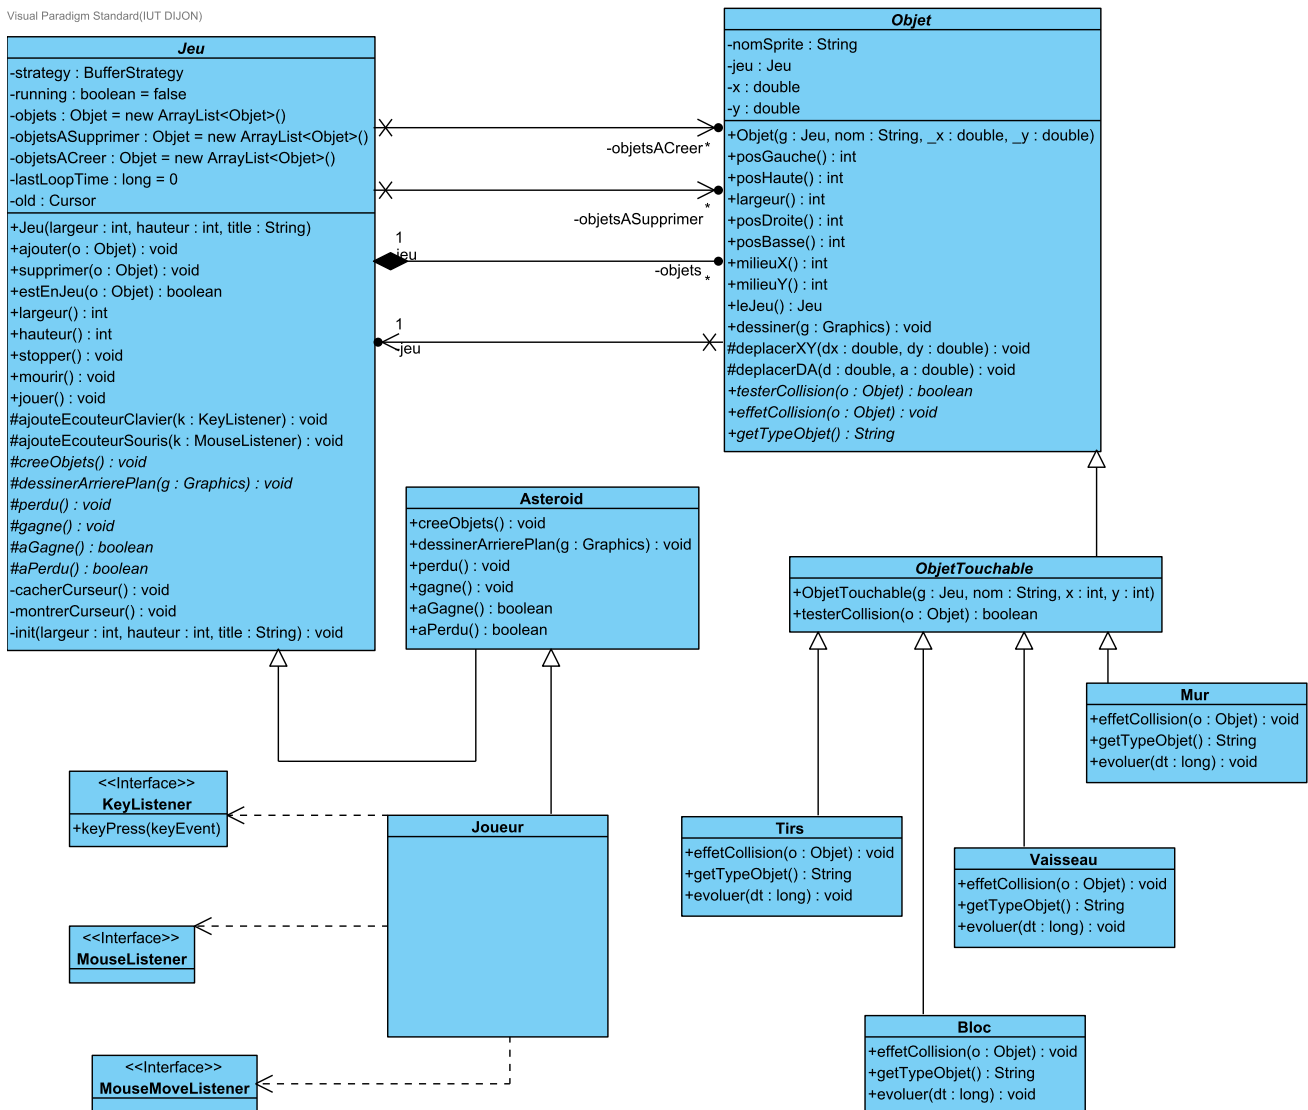 Visual Paradigm Standard(IUT DIJON)
Jeu
-strategy : BufferStrategy
-running : boolean = false
-objets : Objet = new ArrayList<Objet>()
-objetsASupprimer : Objet = new ArrayList<Objet>()
-objetsACreer : Objet = new ArrayList<Objet>()
-lastLoopTime : long = 0
-old : Cursor
+Jeu(largeur : int, hauteur : int, title : String)
+ajouter(o : Objet) : void
+supprimer(o : Objet) : void
+estEnJeu(o : Objet) : boolean
+largeur() : int
+hauteur() : int
+stopper() : void
+mourir() : void
+jouer() : void
#ajouteEcouteurClavier(k : KeyListener) : void
#ajouteEcouteurSouris(k : MouseListener) : void
#creeObjets() : void
#dessinerArrierePlan(g : Graphics) : void
#perdu() : void
#gagne() : void
#aGagne() : boolean
#aPerdu() : boolean
-cacherCurseur() : void
-montrerCurseur() : void
-init(largeur : int, hauteur : int, title : String) : void
-objetsACreer
*
-objetsASupprimer
*
1
-jeu
-objets
*
1
-jeu
Objet
-nomSprite : String
-jeu : Jeu
-x : double
-y : double
+Objet(g : Jeu, nom : String, _x : double, _y : double)
+posGauche() : int
+posHaute() : int
+largeur() : int
+posDroite() : int
+posBasse() : int
+milieuX() : int
+milieuY() : int
+leJeu() : Jeu
+dessiner(g : Graphics) : void
#deplacerXY(dx : double, dy : double) : void
#deplacerDA(d : double, a : double) : void
+testerCollision(o : Objet) : boolean
+effetCollision(o : Objet) : void
+getTypeObjet() : String
Asteroid
+creeObjets() : void
+dessinerArrierePlan(g : Graphics) : void
+perdu() : void
+gagne() : void
+aGagne() : boolean
+aPerdu() : boolean
ObjetTouchable
+ObjetTouchable(g : Jeu, nom : String, x : int, y : int)
+testerCollision(o : Objet) : boolean
Mur
+effetCollision(o : Objet) : void
+getTypeObjet() : String
+evoluer(dt : long) : void
<<Interface>>
KeyListener
+keyPress(keyEvent)
Joueur
Tirs
+effetCollision(o : Objet) : void
+getTypeObjet() : String
+evoluer(dt : long) : void
Vaisseau
+effetCollision(o : Objet) : void
+getTypeObjet() : String
+evoluer(dt : long) : void
<<Interface>>
MouseListener
Bloc
+effetCollision(o : Objet) : void
+getTypeObjet() : String
+evoluer(dt : long) : void
<<Interface>>
MouseMoveListener